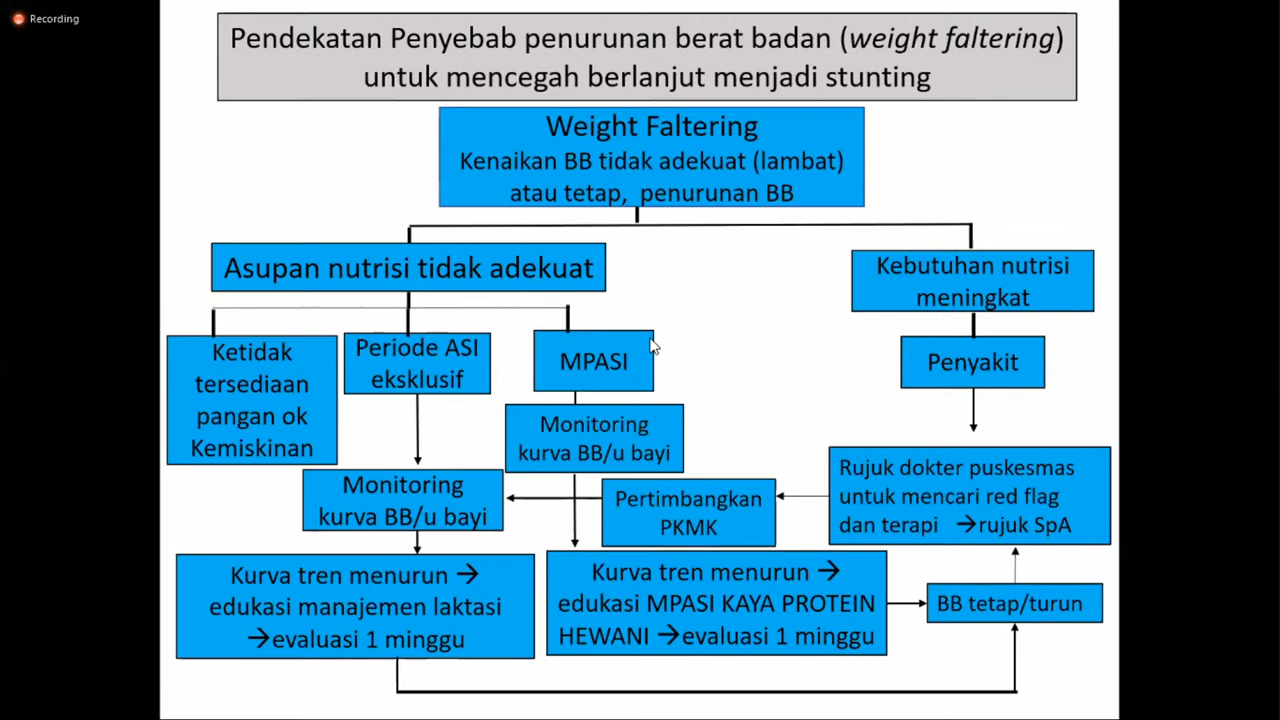 Recording
Pendekatan Penyebab penurunan berat badan (weight faltering)
untuk mencegah berlanjut menjadi stunting
Weight Faltering
Kenaikan BB tidak adekuat (lambat)
atau tetap, penurunan BB
Asupan nutrisi tidak adekuat
Kebutuhan nutrisi
meningkat
Ketidak
tersediaan
pangan ok
Kemiskinan
Periode ASI
eksklusif
MPASI
Penyakit
Monitoring
kurva BB/u bayi
Monitoring
kurva BB/u bayi
Pertimbangkan
PKMK
Rujuk dokter puskesmas
untuk mencari red flag
dan terapi → rujuk SpA
Kurva tren menurun →
edukasi manajemen laktasi
→evaluasi 1 minggu
Kurva tren menurun →
edukasi MPASI KAYA PROTEIN
HEWANI →evaluasi 1 minggu
BB tetap/turun